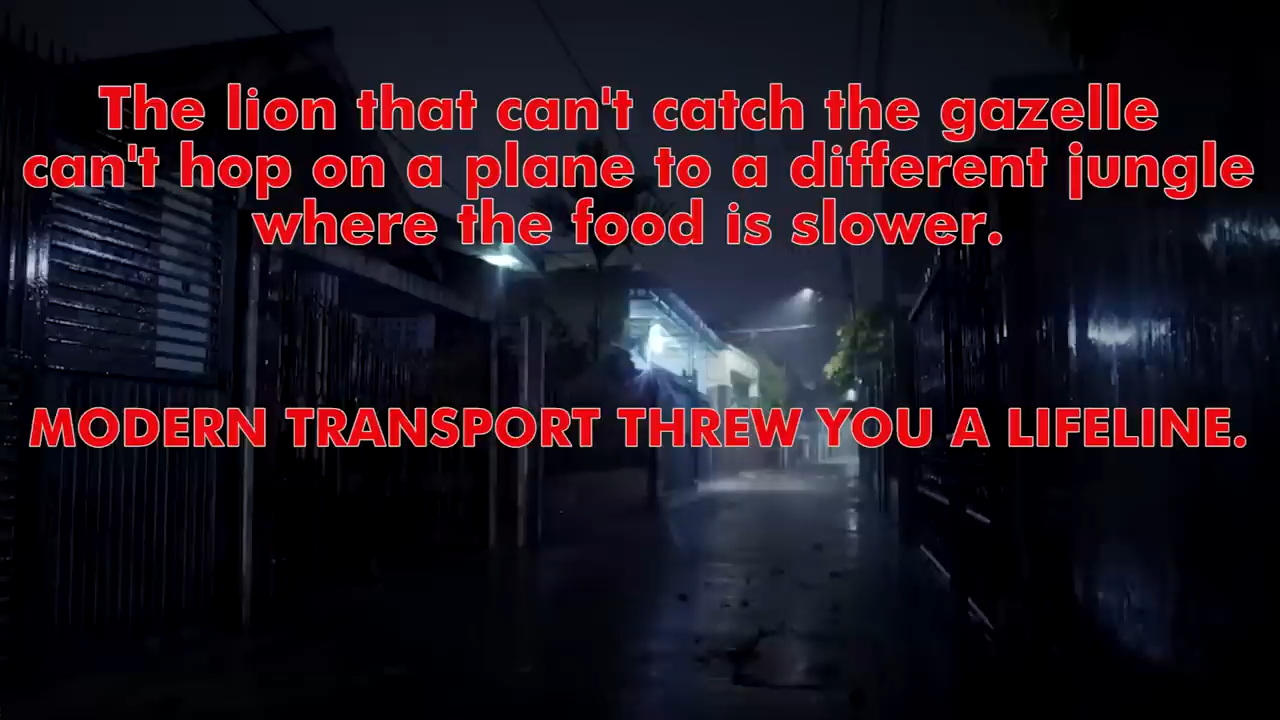 The lion that can't catch the gazelle
can't hop on a plane to a different jungle
where the food is slower.
MODERN TRANSPORT THREW YOU A LIFELINE.